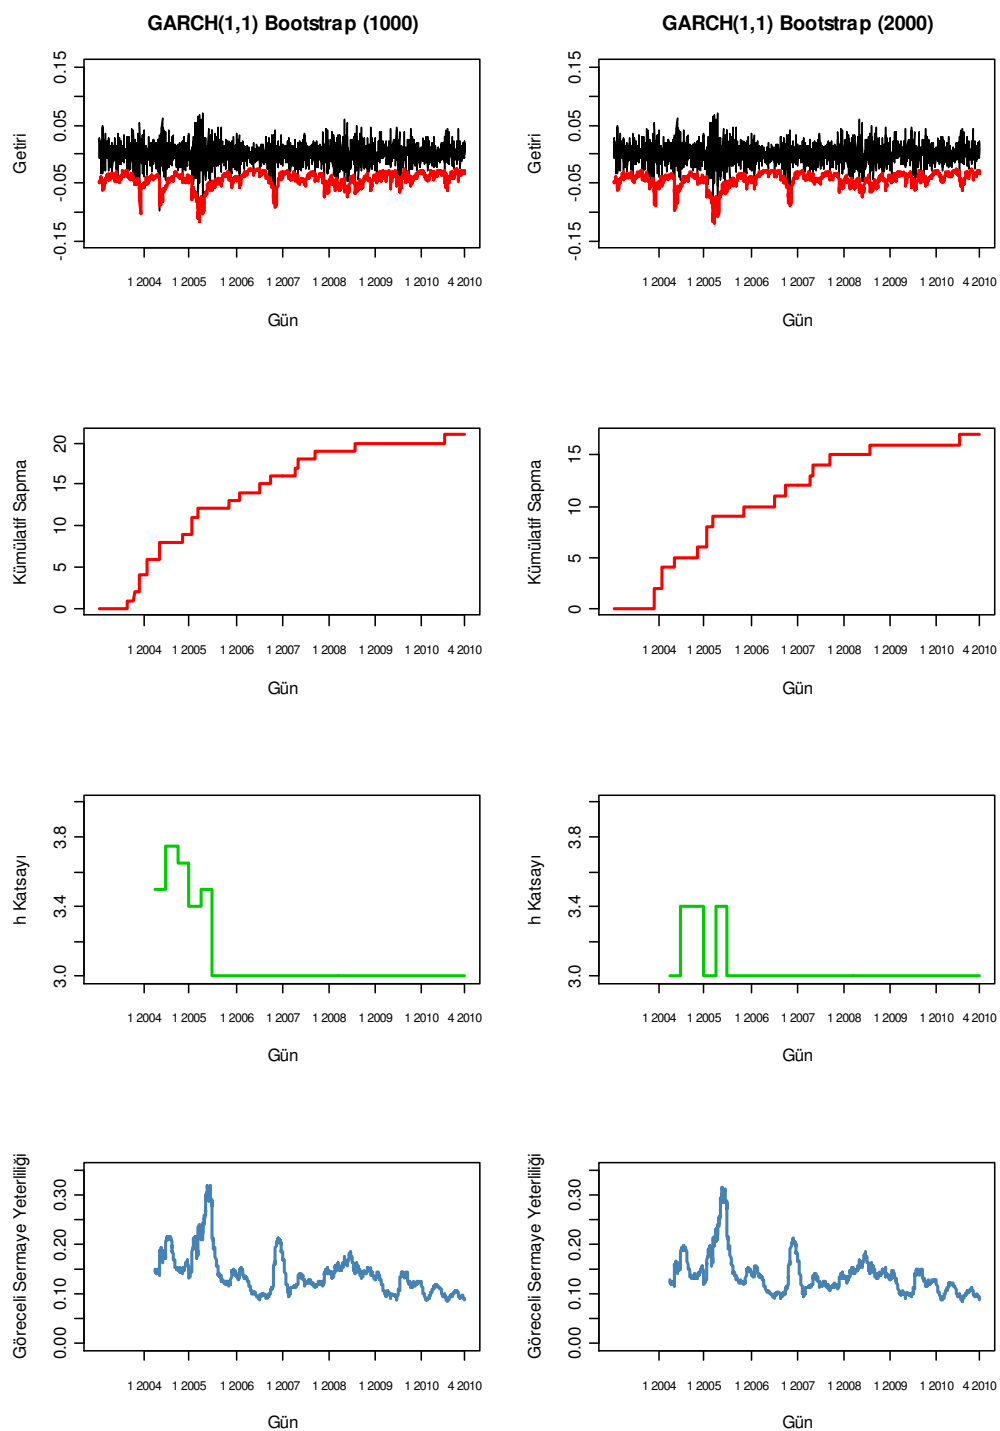 GARCH(1,1) Bootstrap (1000)
Getiri
0.15
0.05
-0.05
-0.15
1 2004 1 2005 1 2006 1 2007 1 2008 1 2009 1 2010 4 2010
Gün
GARCH(1,1) Bootstrap (2000)
Getiri
0.15
0.05
-0.05
-0.15
1 2004 1 2005 1 2006 1 2007 1 2008 1 2009 1 2010 4 2010
Gün
Kümülatif Sapma
20
15
10
5
0
1 2004 1 2005 1 2006 1 2007 1 2008 1 2009 1 2010 4 2010
Gün
Kümülatif Sapma
15
10
5
0
1 2004 1 2005 1 2006 1 2007 1 2008 1 2009 1 2010 4 2010
Gün
h Katsayı
3.8
3.4
3.0
1 2004 1 2005 1 2006 1 2007 1 2008 1 2009 1 2010 4 2010
Gün
h Katsayı
3.8
3.4
3.0
1 2004 1 2005 1 2006 1 2007 1 2008 1 2009 1 2010 4 2010
Gün
Göreceli Sermaye Yeterliliği
0.30
0.20
0.10
0.00
1 2004 1 2005 1 2006 1 2007 1 2008 1 2009 1 2010 4 2010
Gün
Göreceli Sermaye Yeterliliği
0.30
0.20
0.10
0.00
1 2004 1 2005 1 2006 1 2007 1 2008 1 2009 1 2010 4 2010
Gün